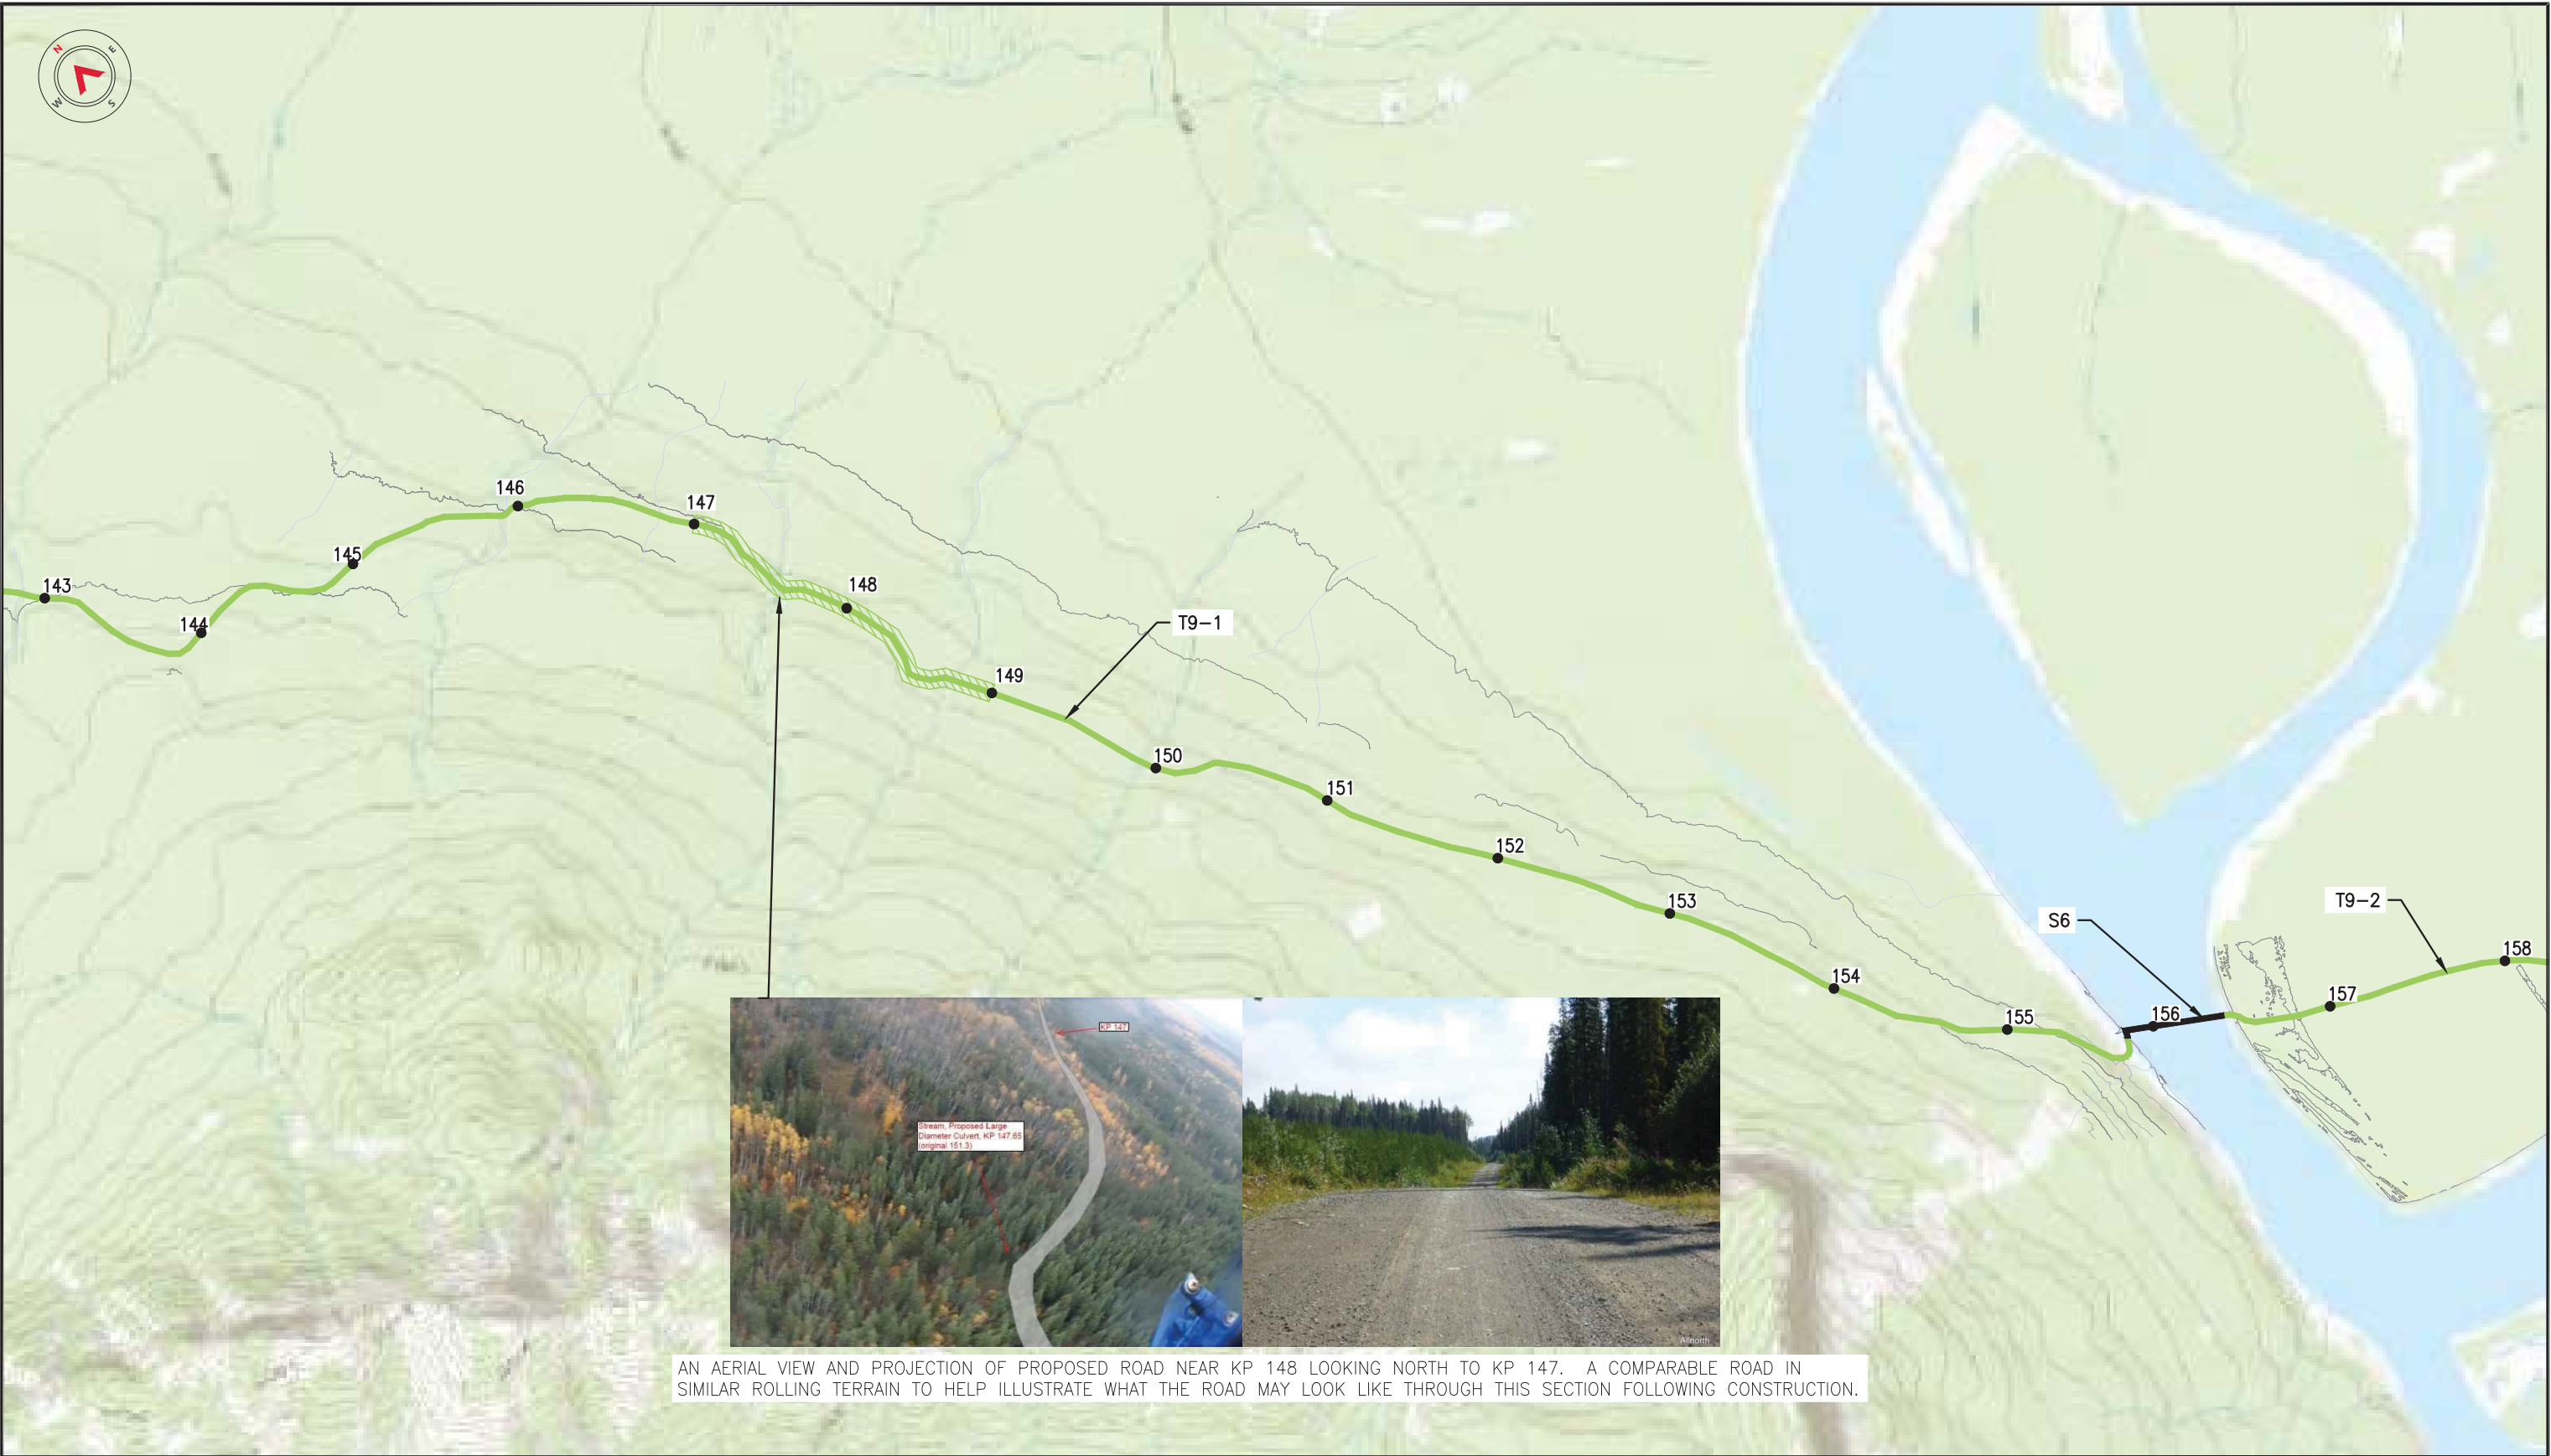 N
E
W
S
143
144
145
146
147
148
149
T9-1
150
151
152
153
154
155
S6
156
T9-2
157
158
KP 147
Stream, Proposed Large
Diameter Culvert, KP 147.65
(original 151.3)
Allnorth
AN AERIAL VIEW AND PROJECTION OF PROPOSED ROAD NEAR KP 148 LOOKING NORTH TO KP 147. A COMPARABLE ROAD IN
SIMILAR ROLLING TERRAIN TO HELP ILLUSTRATE WHAT THE ROAD MAY LOOK LIKE THROUGH THIS SECTION FOLLOWING CONSTRUCTION.